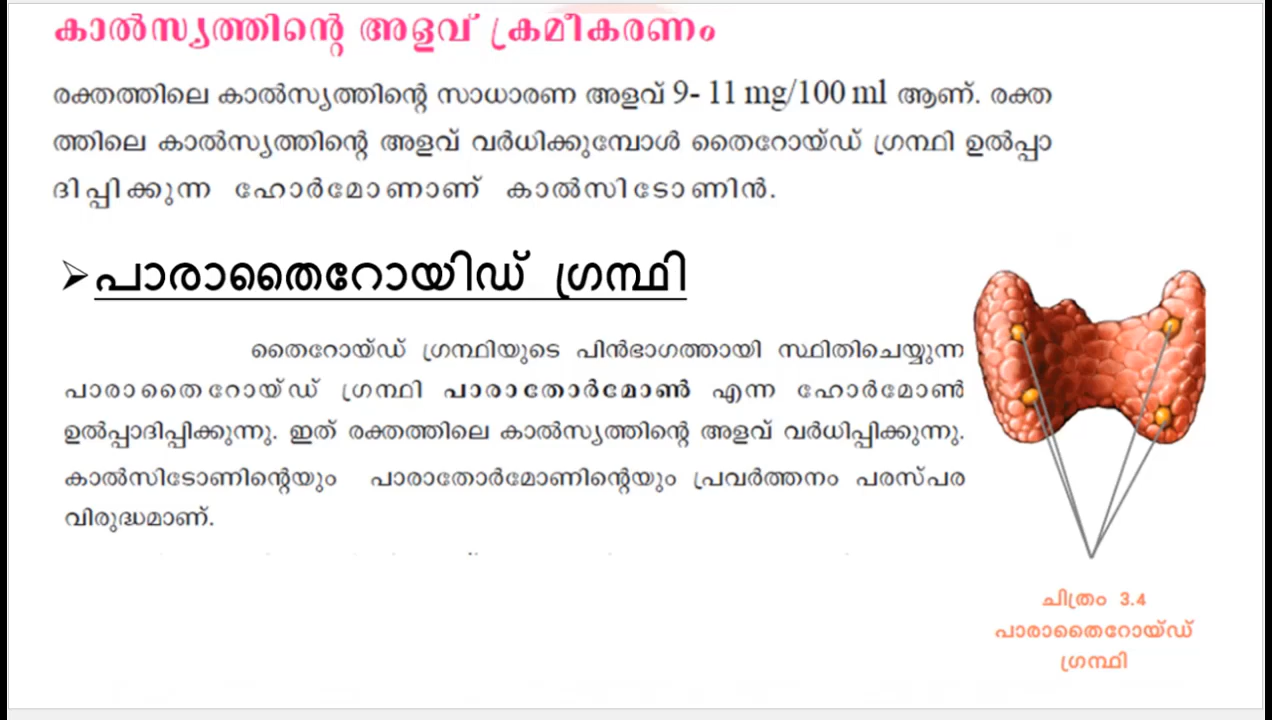 കാൽസ്യത്തിന്റെ അളവ് ക്രമീകരണം
രക്തത്തിലെ കാൽസ്യത്തിന്റെ സാധാരണ അളവ് 9- 11 mg/100 ml ആണ്. രക്ത
ത്തിലെ കാൽസ്യത്തിന്റെ അളവ് വർധിക്കുമ്പോൾ തൈറോയ്ഡ് ഗ്രന്ഥി ഉൽപ്പാ
ദിപ്പിക്കുന്ന ഹോർമോണാണ് കാൽസിടോണിൻ.
➢പാരാതൈറോയിഡ് ഗ്രന്ഥി
തൈറോയ്ഡ് ഗ്രന്ഥിയുടെ പിൻഭാഗത്തായി സ്ഥിതിചെയ്യുന്ന
പാരാതൈറോയ്ഡ് ഗ്രന്ഥി പാരാതോർമോൺ എന്ന ഹോർമോൺ
ഉൽപ്പാദിപ്പിക്കുന്നു. ഇത് രക്തത്തിലെ കാൽസ്യത്തിന്റെ അളവ് വർധിപ്പിക്കുന്നു.
കാൽസിടോണിന്റെയും പാരാതോർമോണിന്റെയും പ്രവർത്തനം പരസ്പര
വിരുദ്ധമാണ്.
ചിത്രം 3.4
പാരാതൈറോയ്ഡ്
ഗ്രന്ഥി